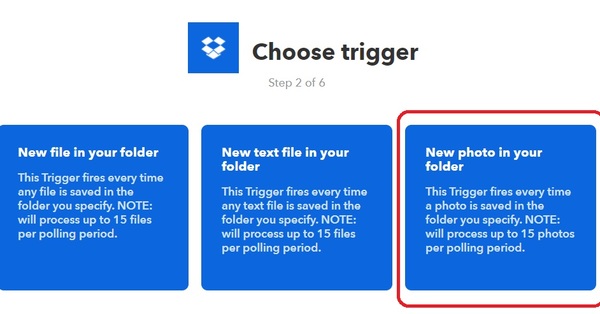 Choose trigger
Step 2 of 6
New file in your folder
This Trigger fires every time
any file is saved in the
folder you specify. NOTE:
will process up to 15 files
per polling period.
New text file in your
folder
This Trigger fires every time
any text file is saved in the
folder you specify. NOTE:
will process up to 15 files
per polling period.
New photo in your
folder
This Trigger fires every time
a photo is saved in the
folder you specify. NOTE:
will process up to 15 photos
per polling period.